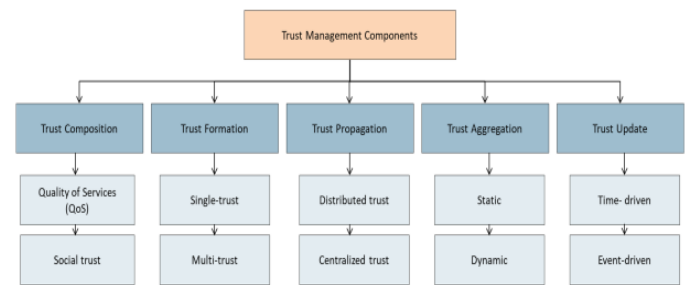 Trust Management Components
Trust Composition
Trust Formation
Trust Propagation
Trust Aggregation
Trust Update
Quality of Services
(QoS)
Single-trust
Distributed trust
Static
Time- driven
Social trust
Multi-trust
Centralized trust
Dynamic
Event-driven